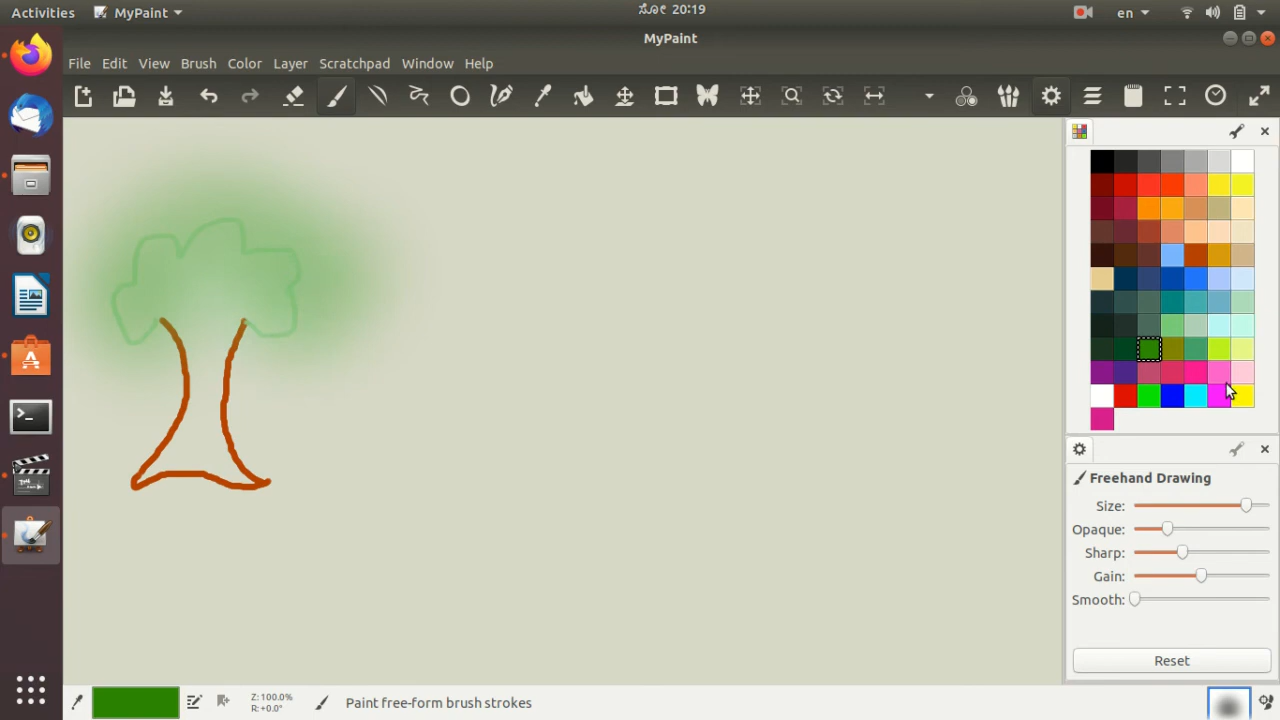 Activities MyPaint ಸೋಮ 20:19 en
MyPaint
File Edit View Brush Color Layer Scratchpad Window Help
Freehand Drawing
Size:
Opaque:
Sharp:
Gain:
Smooth:
Reset
Z: 100.0%
R: +0.0°
Paint free-form brush strokes